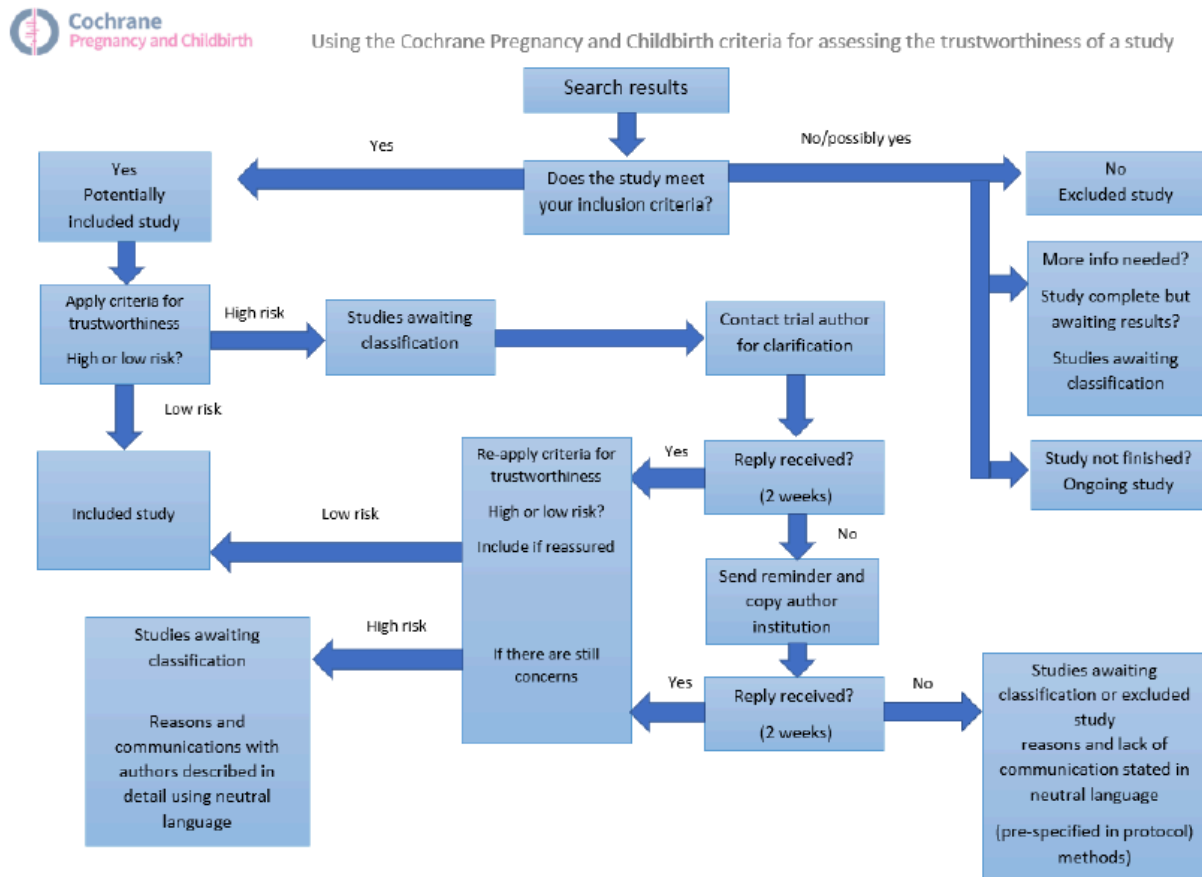 Cochrane
Pregnancy and Childbirth
Using the Cochrane Pregnancy and Childbirth criteria for assessing the trustworthiness of a study
Search results
Yes
No/possibly yes
Does the study meet
your inclusion criteria?
Yes
Potentially
included study
No
Excluded study
More info needed?
Study complete but
awaiting results?
Studies awaiting
classification
Study not finished?
Ongoing study
Apply criteria for
trustworthiness
High or low risk?
High risk
Studies awaiting
classification
Contact trial author
for clarification
Low risk
Included study
Reply received?
(2 weeks)
Yes
Re-apply criteria for
trustworthiness
High or low risk?
Include if reassured
If there are still
concerns
Low risk
No
Send reminder and
copy author
institution
Reply received?
(2 weeks)
Yes
No
High risk
Studies awaiting
classification
Reasons and
communications with
authors described in
detail using neutral
language
Studies awaiting
classification or excluded
study
reasons and lack of
communication stated in
neutral language
(pre-specified in protocol)
methods)